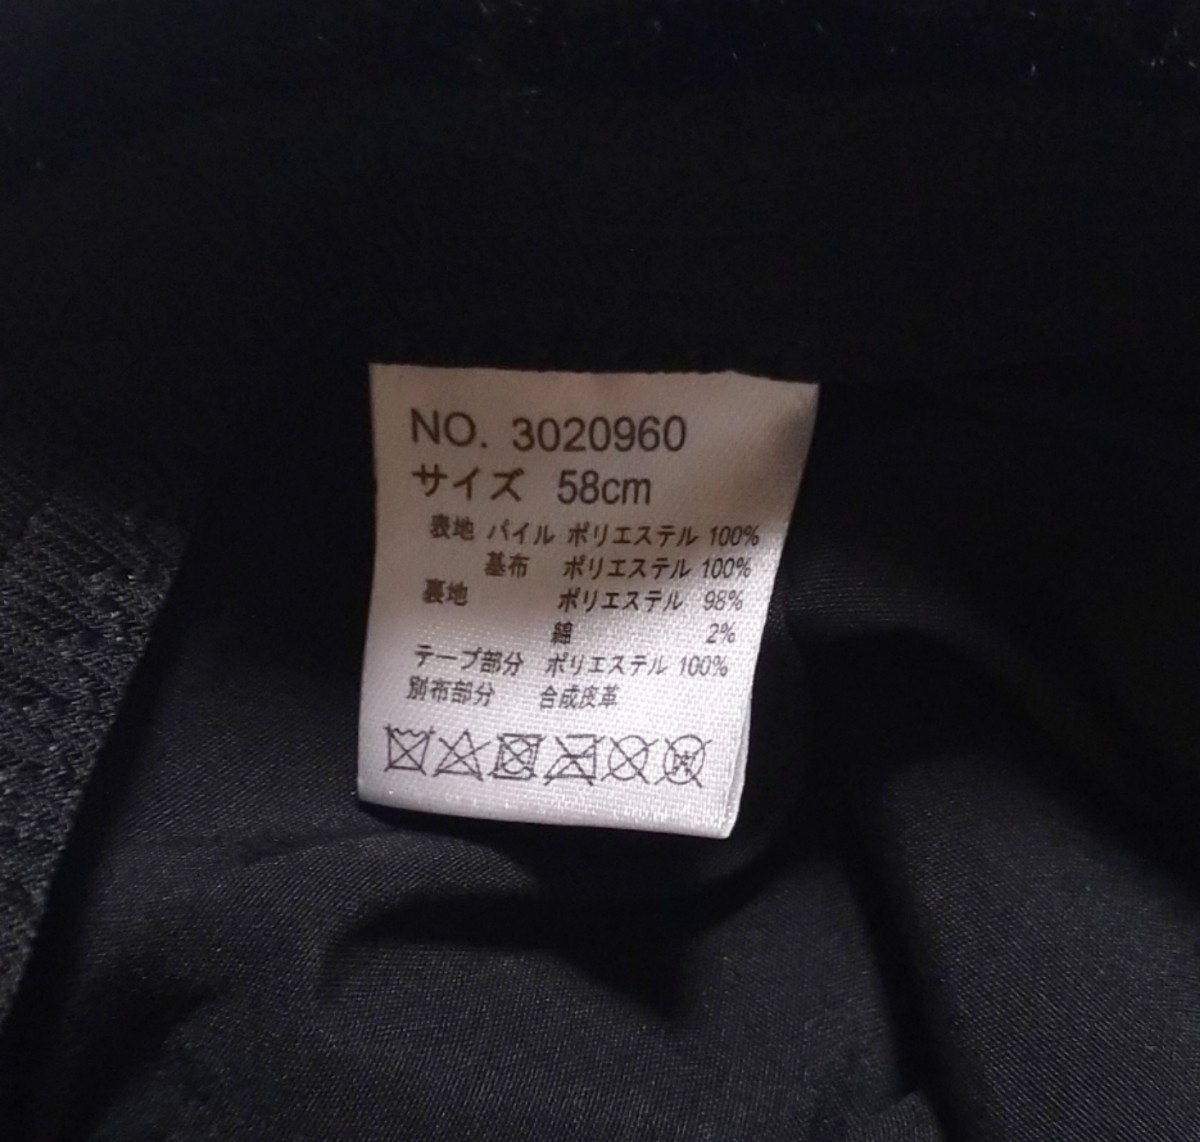 NO. 3020960
サイズ 58cm
表地 パイル ポリエステル 100%
基布 ポリエステル 100%
裏地 ポリエステル 98%
綿 2%
テープ部分 ポリエステル 100%
別布部分 合成皮革